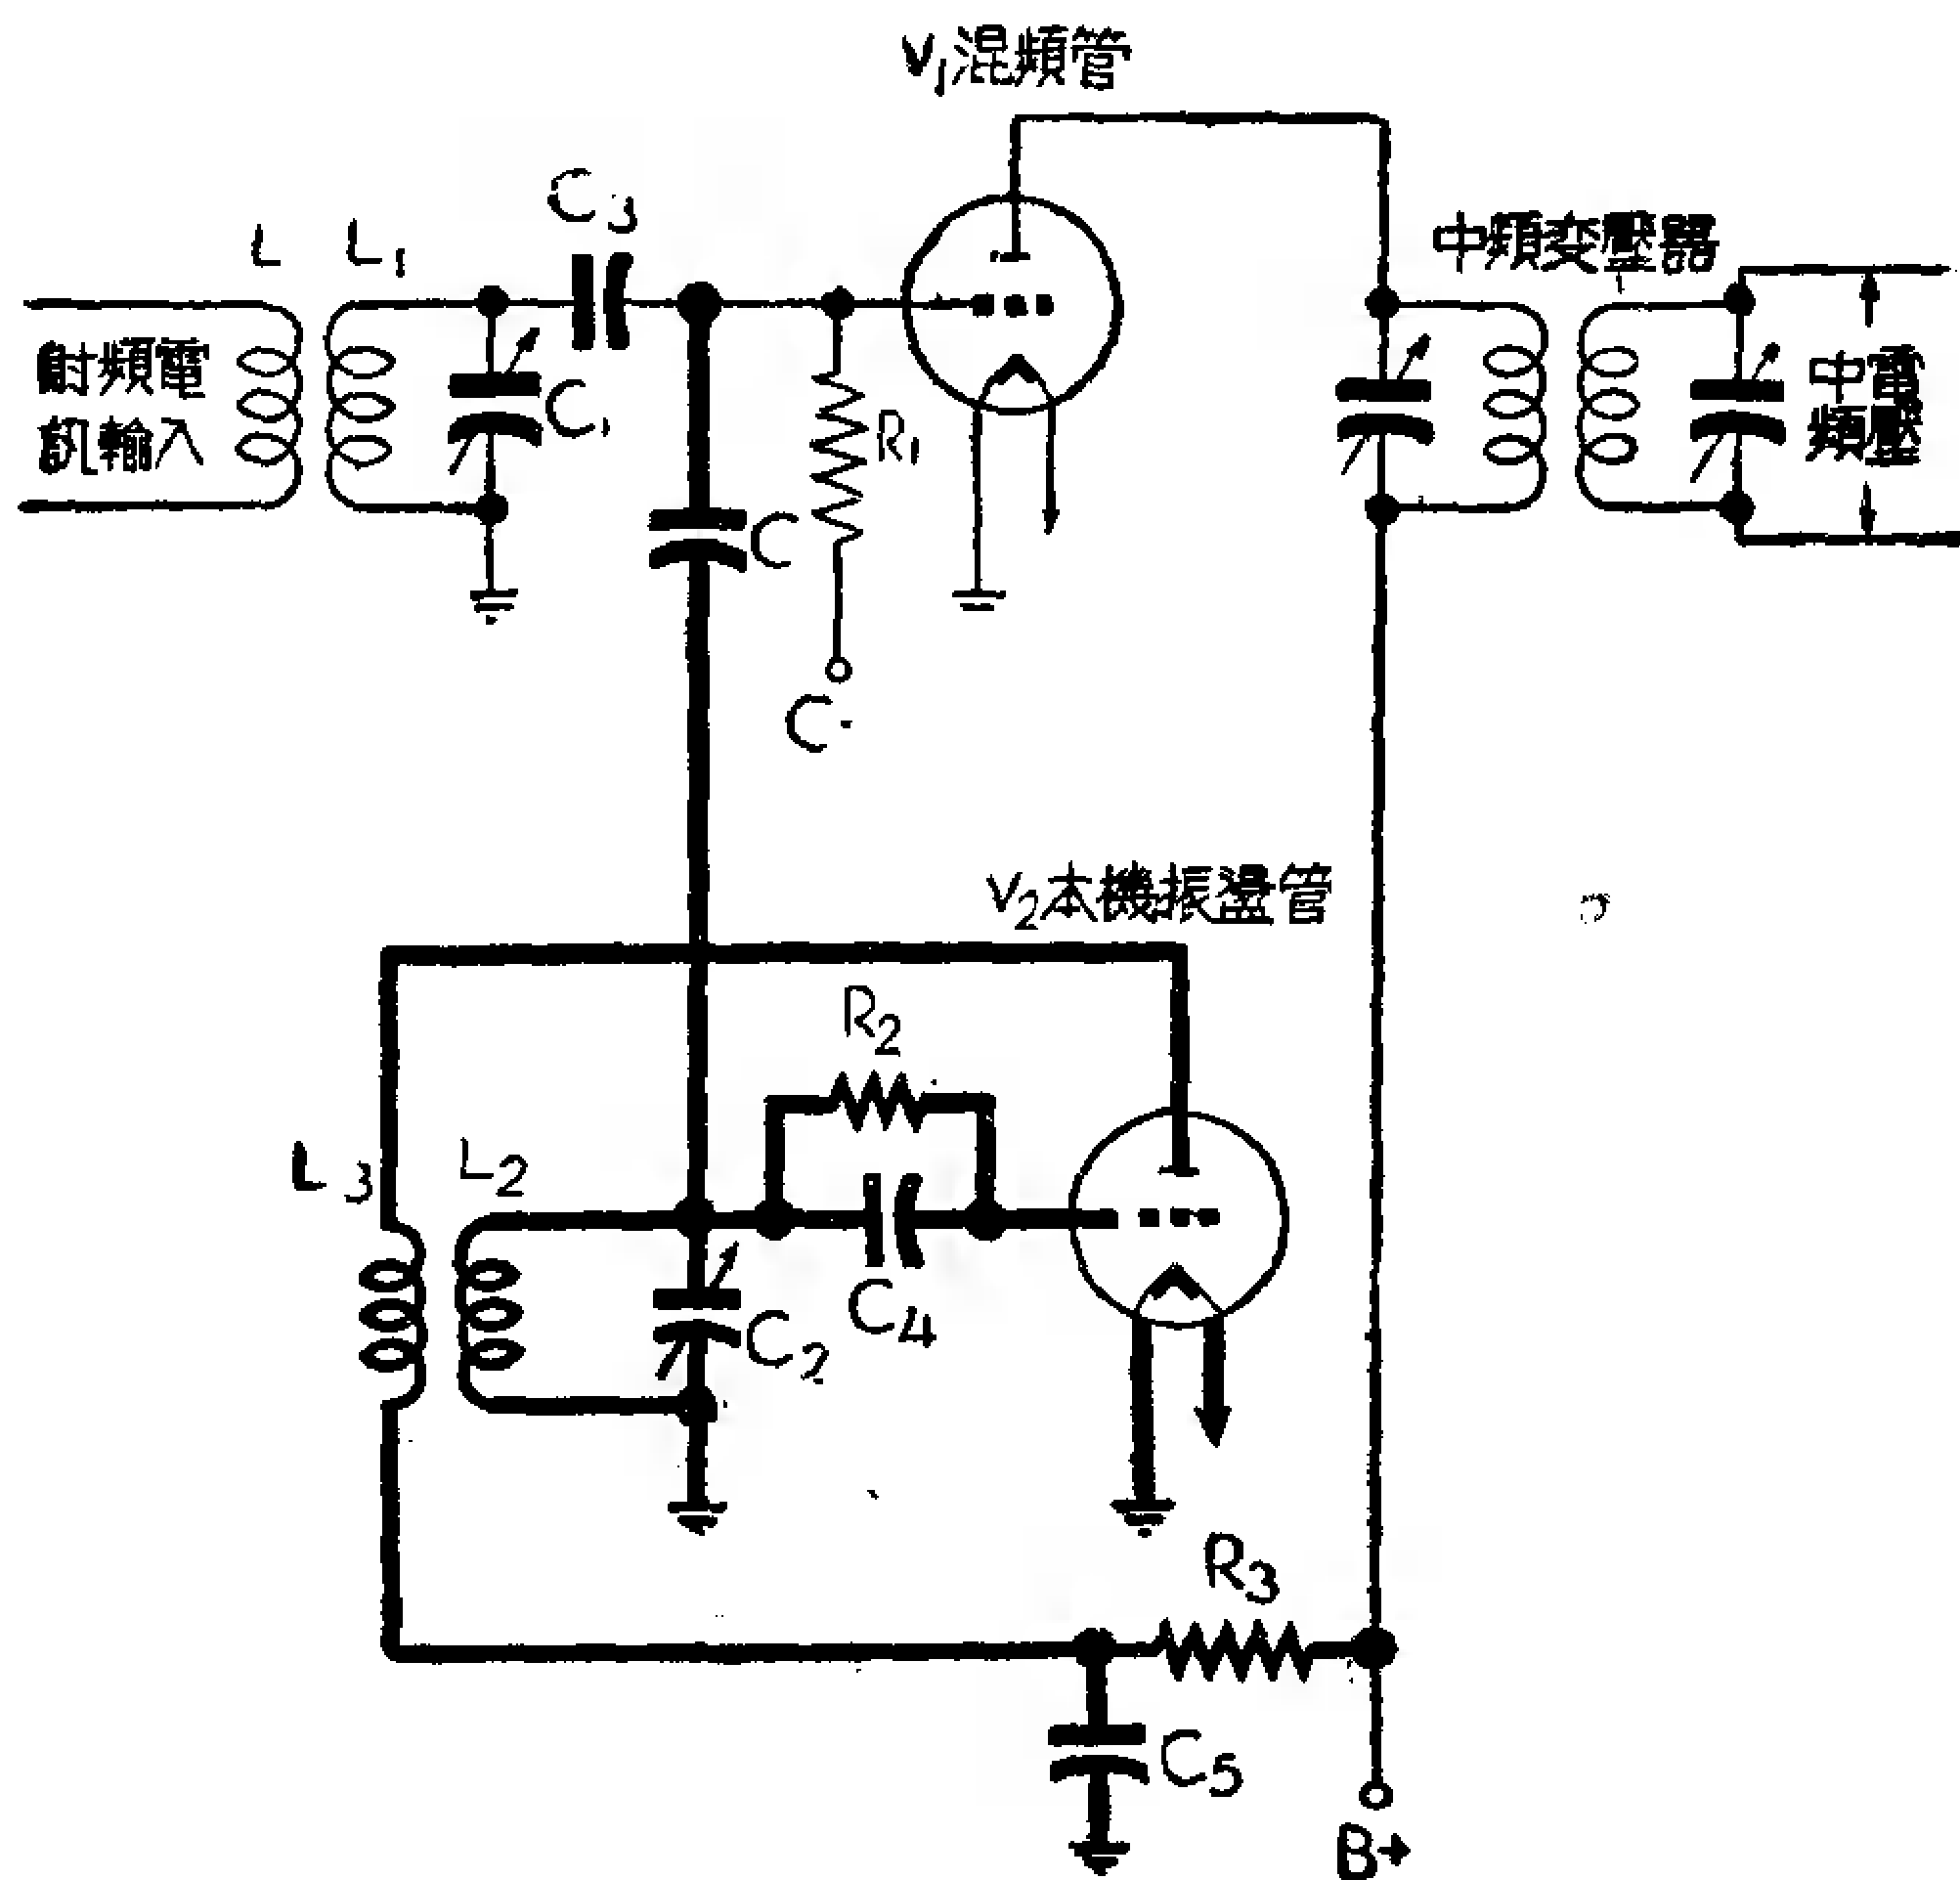 V₁混頻管
C₃
L L₁
中頻変壓器
射頻電
訊輸入
C₁
R₁
中電
頻壓
C
C-
V₂本機振盪管
R₂
L₃ L₂
C₄
C₂
R₃
C₅
B+